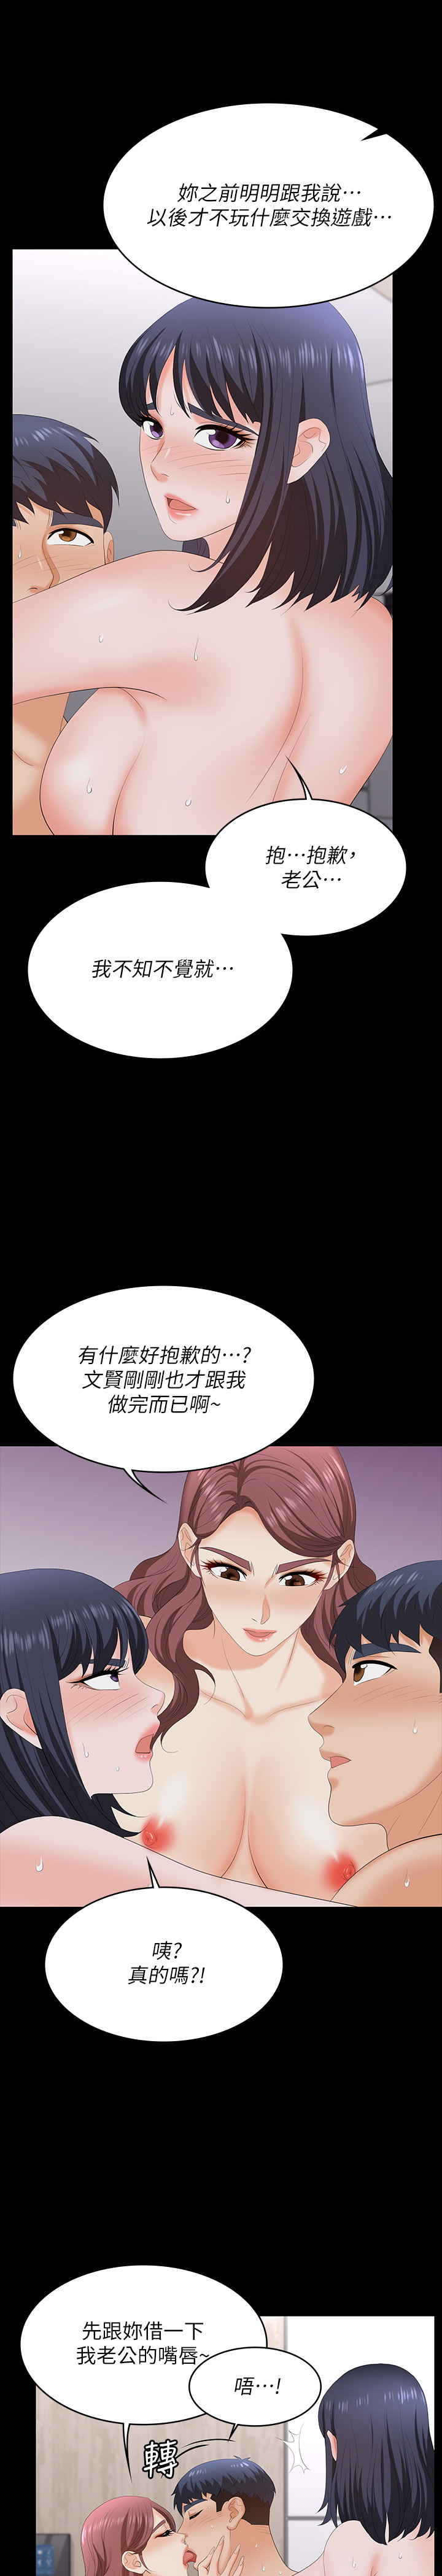 妳之前明明跟我說…
以後才不玩什麼交換遊戲…
抱…抱歉，
老公…
我不知不覺就…
有什麼好抱歉的…?
文賢剛剛也才跟我
做完而已啊~
咦?
真的嗎?!
先跟妳借一下
我老公的嘴唇~
唔…!
轉